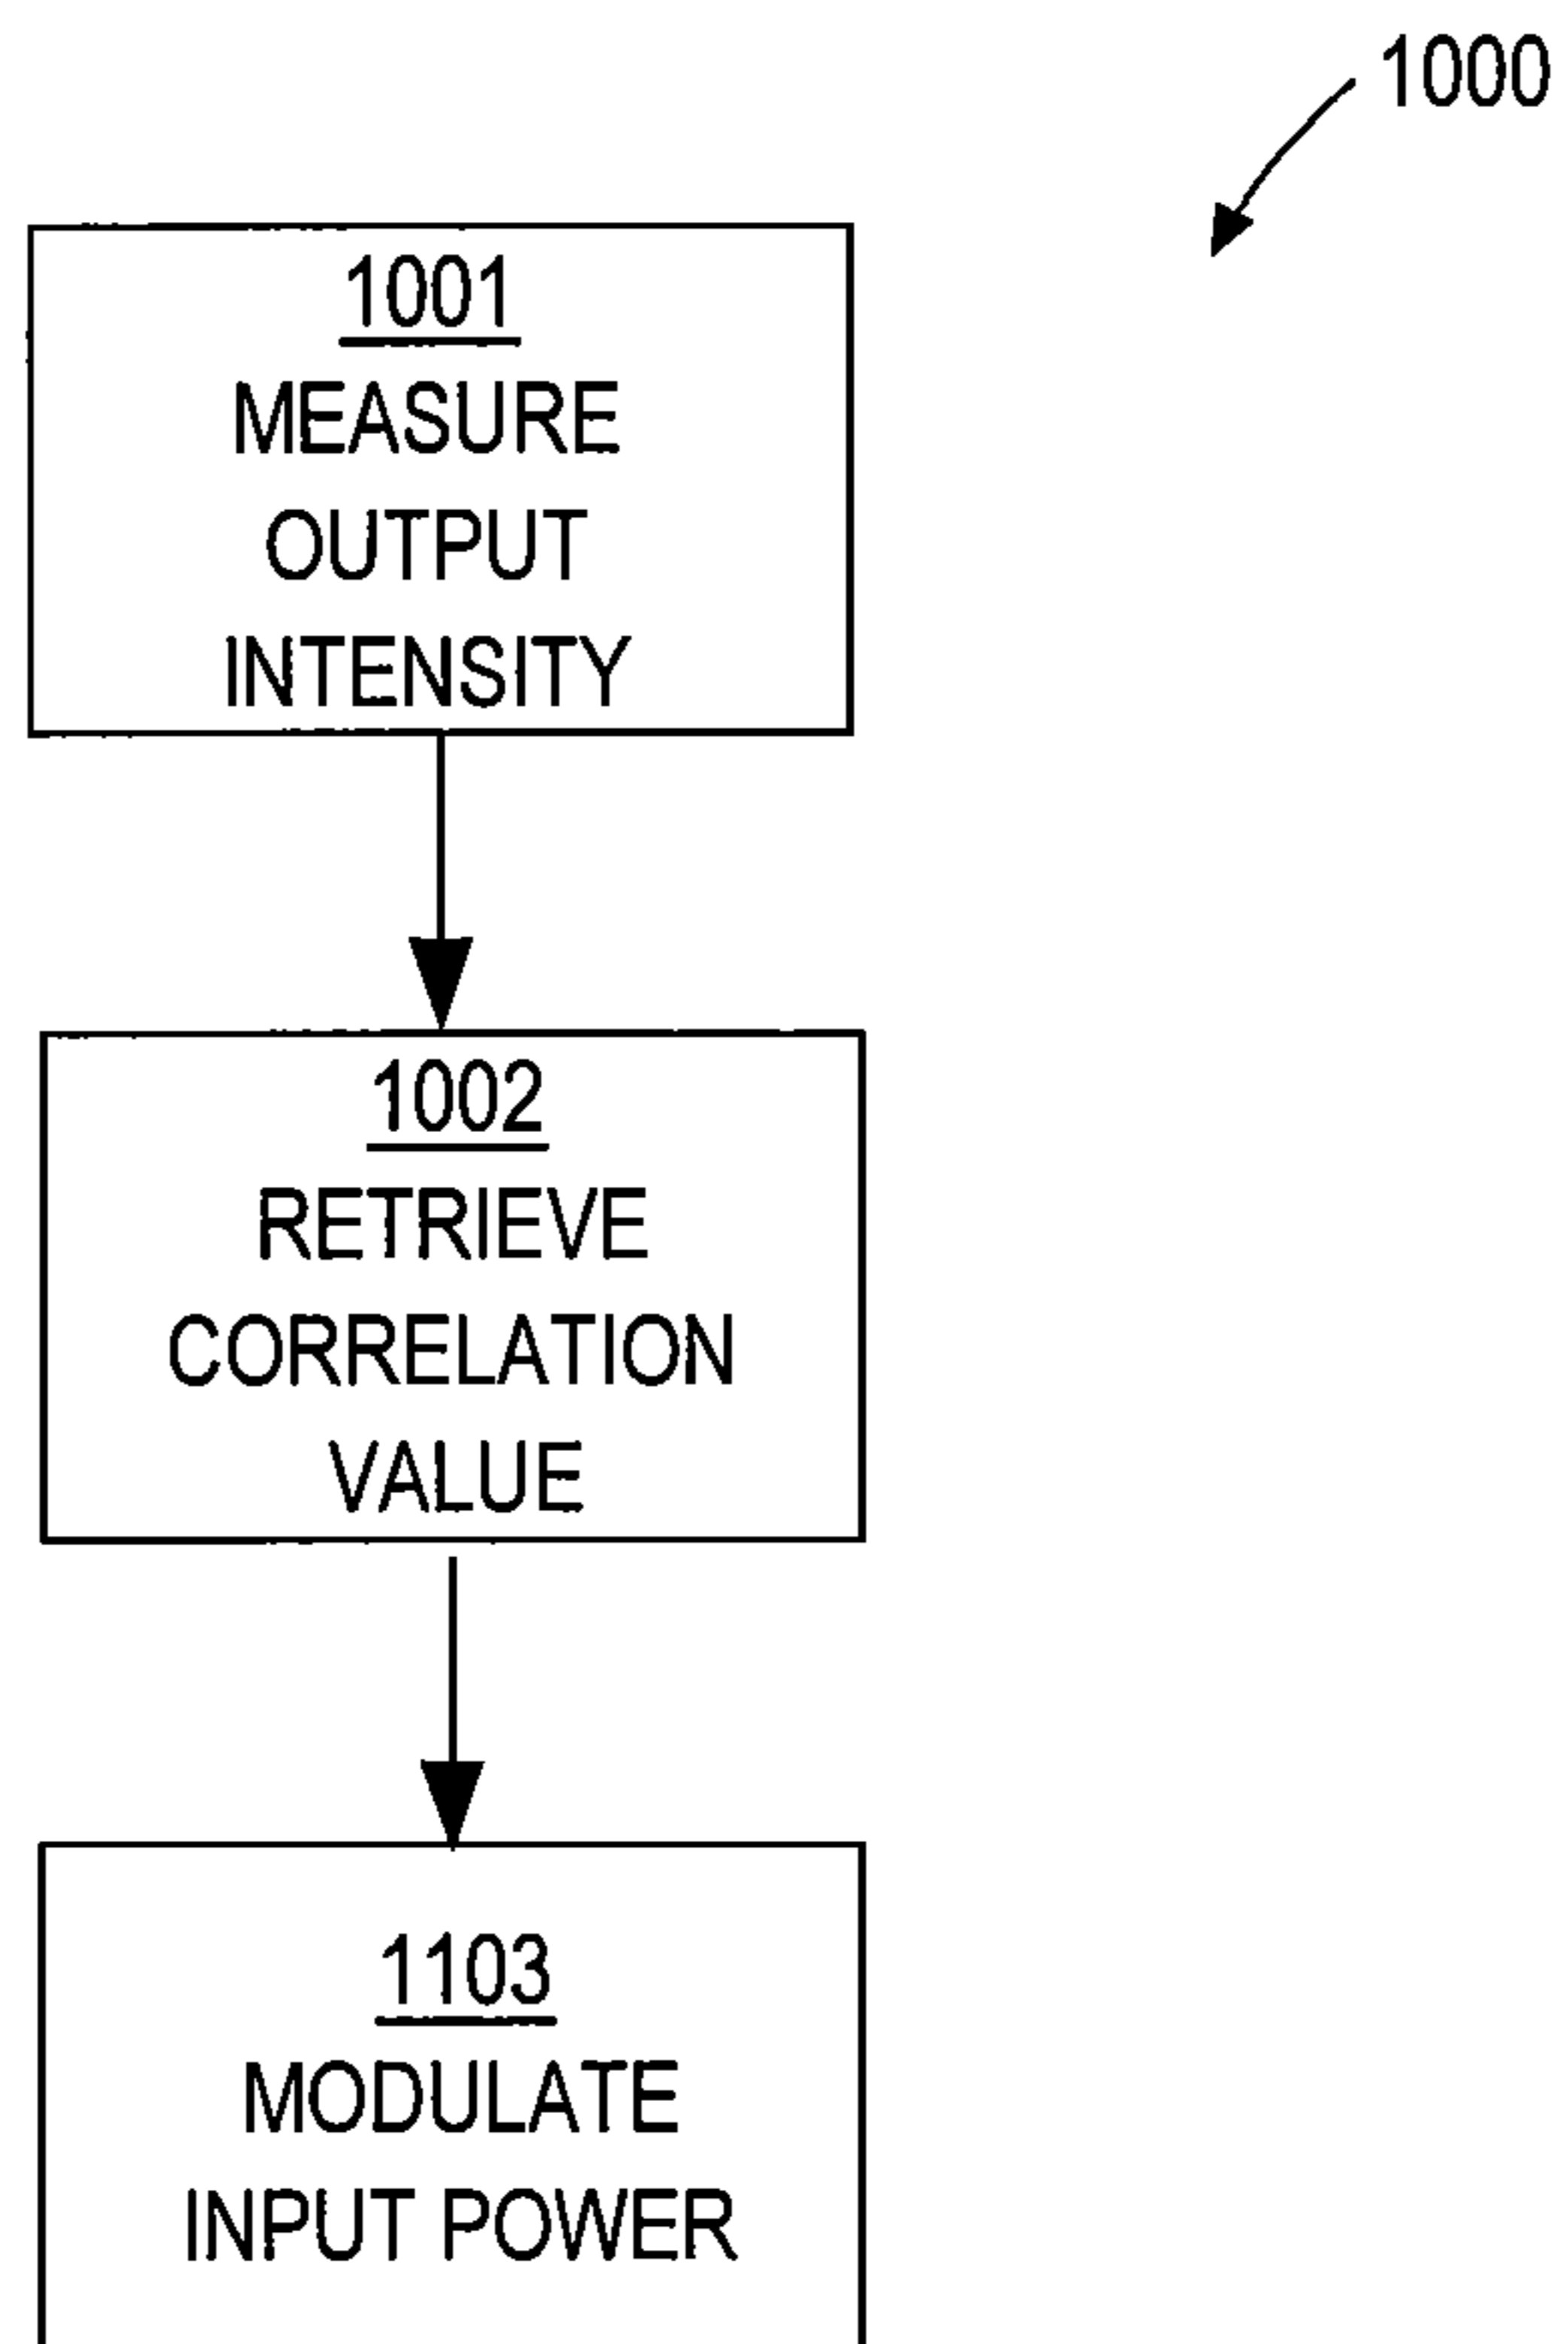 1000
1001
MEASURE
OUTPUT
INTENSITY
1002
RETRIEVE
CORRELATION
VALUE
1103
MODULATE
INPUT POWER